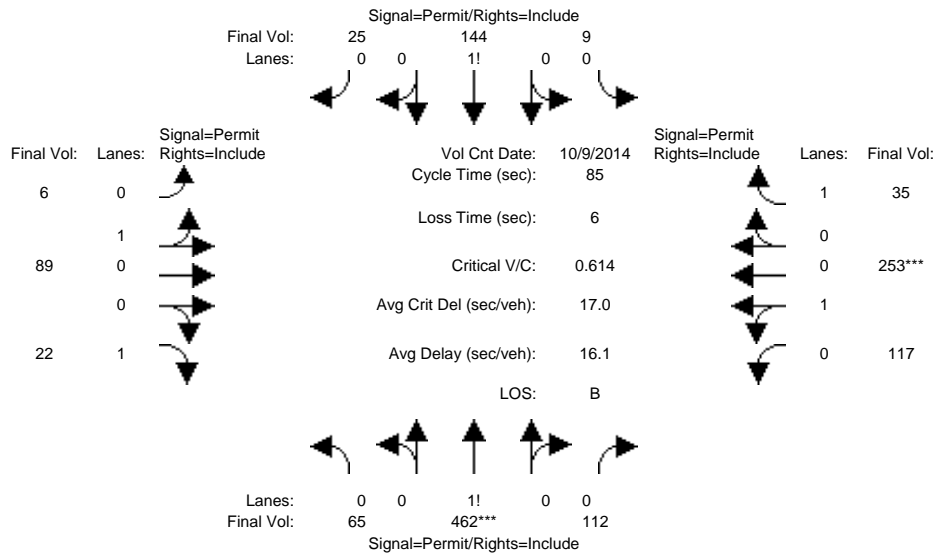 Signal=Permit/Rights=Include
Final Vol: 25 144 9
Lanes: 0 0 1! 0 0
Signal=Permit Signal=Permit
Final Vol: Lanes: Rights=Include Vol Cnt Date: 10/9/2014 Rights=Include Lanes: Final Vol:
Cycle Time (sec): 85
6 0 1 35
Loss Time (sec): 6
1 0
89 0 Critical V/C: 0.614 0 253***
0 Avg Crit Del (sec/veh): 17.0 1
22 1 Avg Delay (sec/veh): 16.1 0 117
LOS: B
Lanes: 0 0 1! 0 0
Final Vol: 65 462*** 112
Signal=Permit/Rights=Include